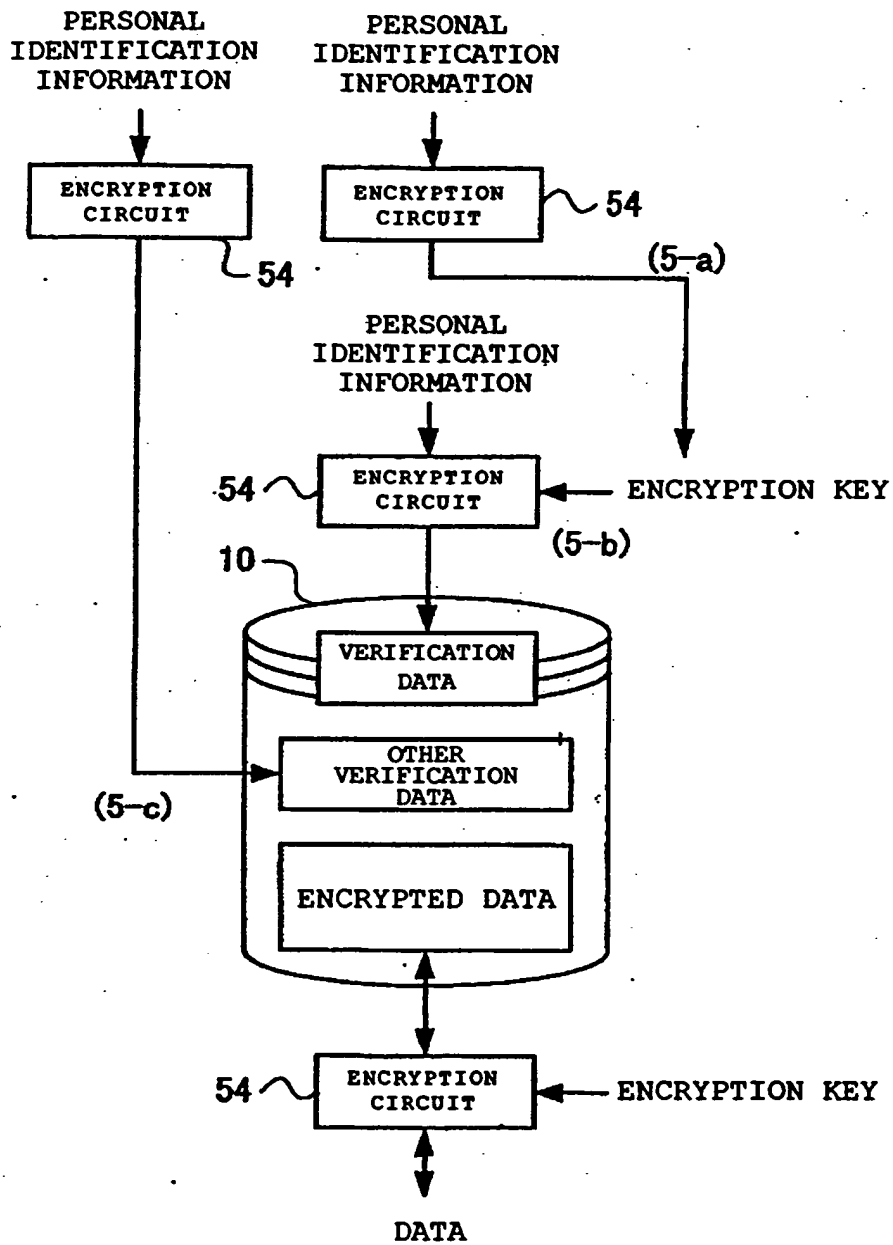 PERSONAL
IDENTIFICATION
INFORMATION
PERSONAL
IDENTIFICATION
INFORMATION
ENCRYPTION
CIRCUIT
54
ENCRYPTION
CIRCUIT
54
(5-a)
PERSONAL
IDENTIFICATION
INFORMATION
54
ENCRYPTION
CIRCUIT
ENCRYPTION KEY
(5-b)
10
VERIFICATION
DATA
OTHER
VERIFICATION
DATA
(5-c)
ENCRYPTED DATA
54
ENCRYPTION
CIRCUIT
ENCRYPTION KEY
DATA